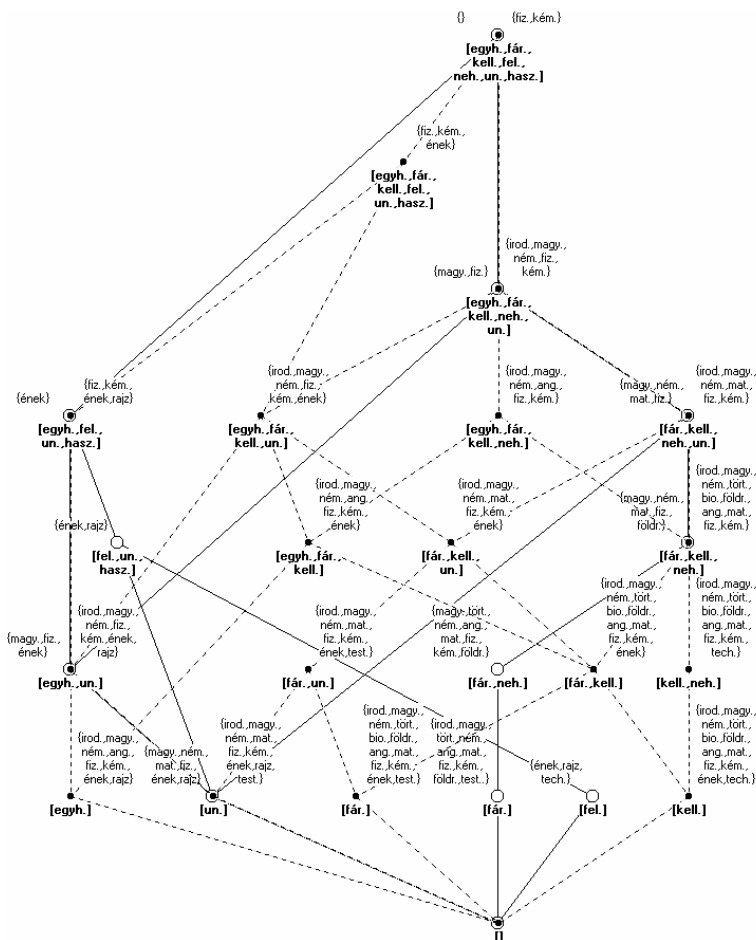 {}
{fiz.,kém.}
[egyh.,fár.,
kell.,fel.,
neh.,un.,hasz.]
{fiz.,kém.,
ének}
[egyh.,fár.,
kell.,fel.,
un.,hasz.]
{magy.,fiz.}
{irod.,magy.,
ném.,fiz.,
kém.}
[egyh.,fár.,
kell.,neh.,
un.]
{ének}
{fiz.,kém.,
ének,rajz}
[egyh.,fel.,
un.,hasz.]
{irod.,magy.,
ném.,fiz.,
kém.,ének}
[egyh.,fár.,
kell.,un.]
{irod.,magy.,
ném.,ang.,
fiz.,kém.}
[egyh.,fár.,
kell.,neh.]
{magy.,ném.,
mat.,fiz.}
{irod.,magy.,
ném.,mat.,
fiz.,kém.}
[fár.,kell.,
neh.,un.]
{ének,rajz}
[fel.,un.,
hasz.]
{irod.,magy.,
ném.,ang.,
fiz.,kém.,
ének}
[egyh.,fár.,
kell.]
{irod.,magy.,
ném.,mat.,
fiz.,kém.,
ének}
[fár.,kell.,
un.]
{magy.,ném.,
mat.,fiz.,
földr.}
{irod.,magy.,
ném.,tört.,
bio.,földr.,
ang.,mat.,
fiz.,kém.}
[fár.,kell.,
neh.]
{magy.,fiz.,
ének}
{irod.,magy.,
ném.,fiz.,
kém.,ének,
rajz}
[egyh.,un.]
{irod.,magy.,
ném.,mat.,
fiz.,kém.,
ének,test.}
[fár.,un.]
{magy.,tört.,
ném.,ang.,
mat.,fiz.,
kém.,földr.}
[fár.,neh.]
{irod.,magy.,
ném.,tört.,
bio.,földr.,
ang.,mat.,
fiz.,kém.,
ének}
[fár.,kell.]
{irod.,magy.,
ném.,tört.,
bio.,földr.,
ang.,mat.,
fiz.,kém.,
tech.}
[kell.,neh.]
{irod.,magy.,
ném.,ang.,
fiz.,kém.,
ének,rajz}
[egyh.]
{magy.,ném.,
mat.,fiz.,
ének,rajz}
{irod.,magy.,
ném.,mat.,
fiz.,kém.,
ének,rajz,
test.}
[un.]
{irod.,magy.,
ném.,tört.,
bio.,földr.,
ang.,mat.,
fiz.,kém.,
ének,test.}
[fár.]
{irod.,magy.,
tört.,ném.,
ang.,mat.,
fiz.,kém.,
földr.,test.}
[fár.]
{ének,rajz,
tech.}
[fel.]
{irod.,magy.,
ném.,tört.,
bio.,földr.,
ang.,mat.,
fiz.,kém.,
ének,tech.}
[kell.]
[]